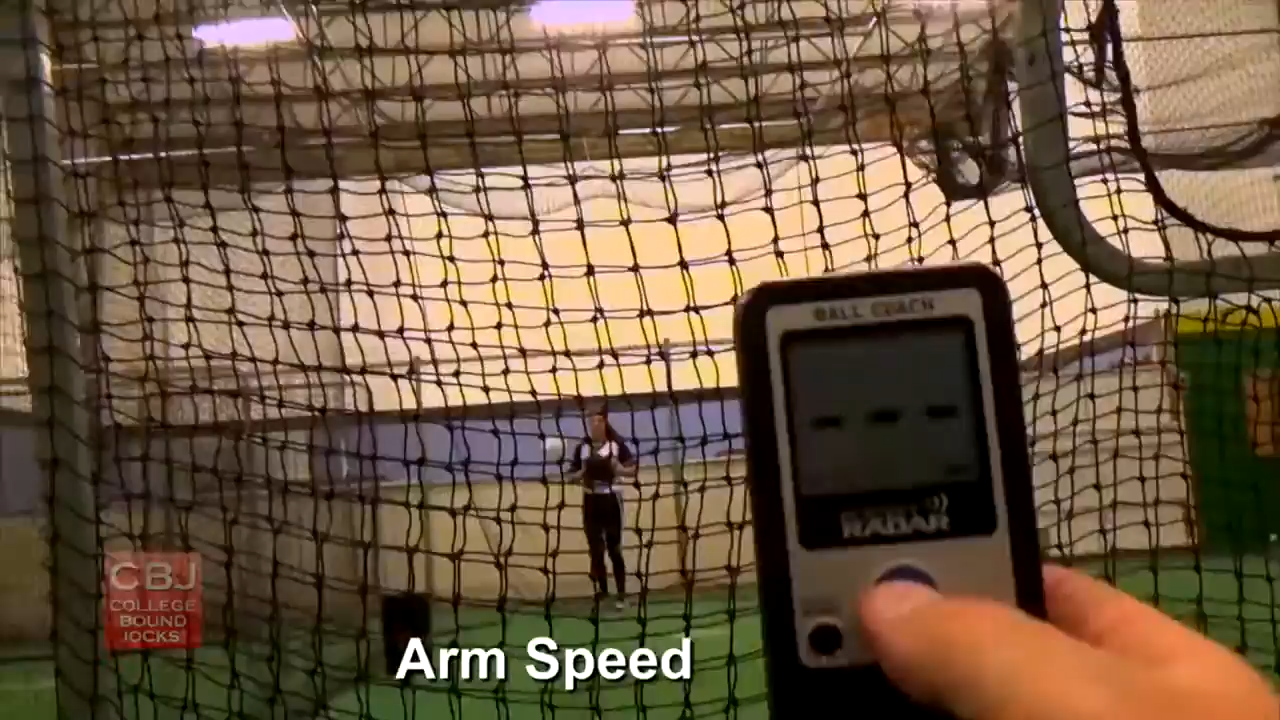 BALL COACH
RADAR
CBJ
COLLEGE
BOUND
JOCKS
Arm Speed